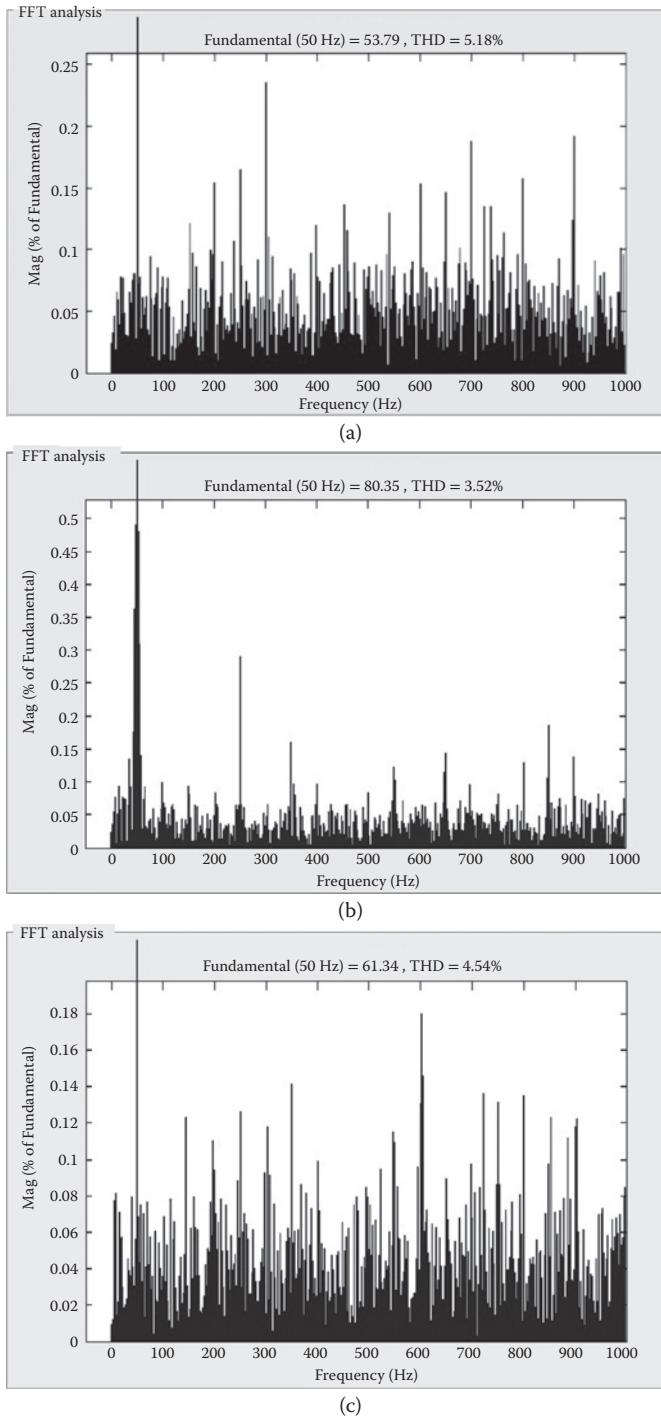 FFT analysis
Fundamental (50 Hz) = 53.79 , THD = 5.18%
Mag (% of Fundamental)
0.25
0.2
0.15
0.1
0.05
0
0 100 200 300 400 500 600 700 800 900 1000
Frequency (Hz)
(a)
FFT analysis
Fundamental (50 Hz) = 80.35 , THD = 3.52%
Mag (% of Fundamental)
0.5
0.45
0.4
0.35
0.3
0.25
0.2
0.15
0.1
0.05
0
0 100 200 300 400 500 600 700 800 900 1000
Frequency (Hz)
(b)
FFT analysis
Fundamental (50 Hz) = 61.34 , THD = 4.54%
Mag (% of Fundamental)
0.18
0.16
0.14
0.12
0.1
0.08
0.06
0.04
0.02
0
0 100 200 300 400 500 600 700 800 900 1000
Frequency (Hz)
(c)